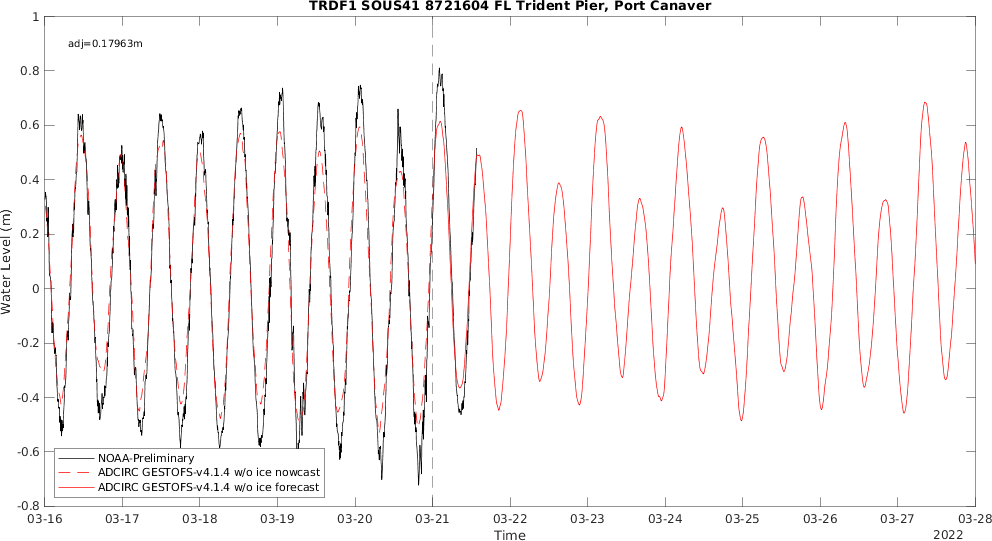 TRDF1 SOUS41 8721604 FL Trident Pier, Port Canaver
adj=0.17963m
1
0.8
0.6
0.4
0.2
0
-0.2
-0.4
-0.6
-0.8
Water Level (m)
NOAA-Preliminary
ADCIRC GESTOFS-v4.1.4 w/o ice nowcast
ADCIRC GESTOFS-v4.1.4 w/o ice forecast
03-16 03-17 03-18 03-19 03-20 03-21 03-22 03-23 03-24 03-25 03-26 03-27 03-28
Time
2022